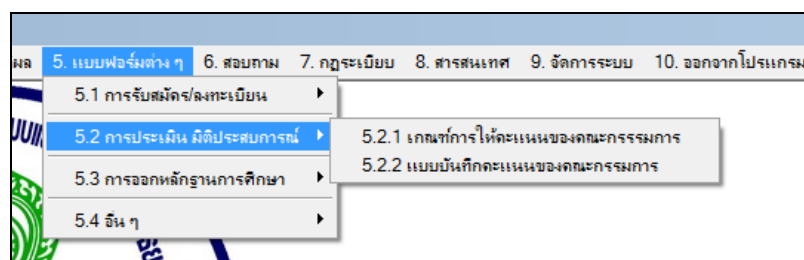 ผล 5. แบบฟอร์มต่าง ๆ 6. สอบถาม 7. กฎระเบียบ 8. สารสนเทศ 9. จัดการระบบ 10. ออกจากโปรแกรม
5.1 การรับสมัคร/ลงทะเบียน
5.2 การประเมิน มิติประสบการณ์
5.2.1 เกณฑ์การให้คะแนนของคณะกรรรมการ
5.2.2 แบบบันทึกคะแนนของคณะกรรมการ
5.3 การออกหลักฐานการศึกษา
5.4 อื่น ๆ